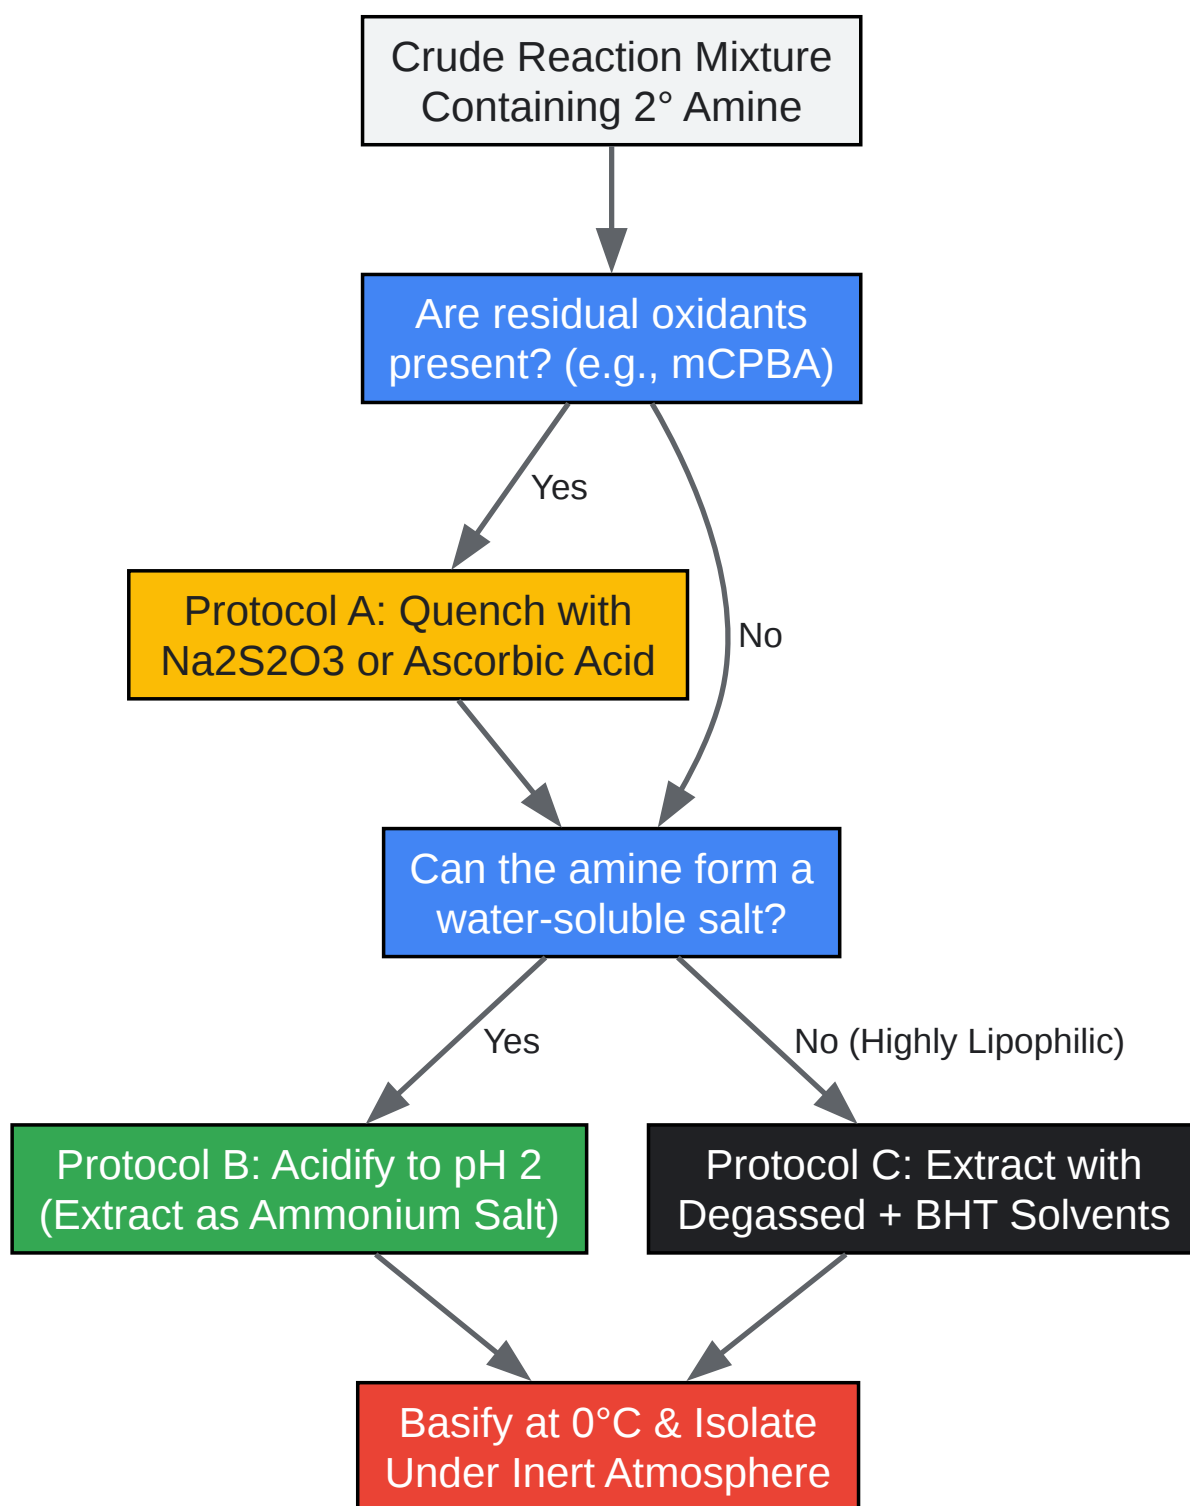 Crude Reaction Mixture
Containing 2° Amine
Are residual oxidants
present? (e.g., mCPBA)
Yes
Protocol A: Quench with
Na2S2O3 or Ascorbic Acid
No
Can the amine form a
water-soluble salt?
Yes
No (Highly Lipophilic)
Protocol B: Acidify to pH 2
(Extract as Ammonium Salt)
Protocol C: Extract with
Degassed + BHT Solvents
Basify at 0°C & Isolate
Under Inert Atmosphere